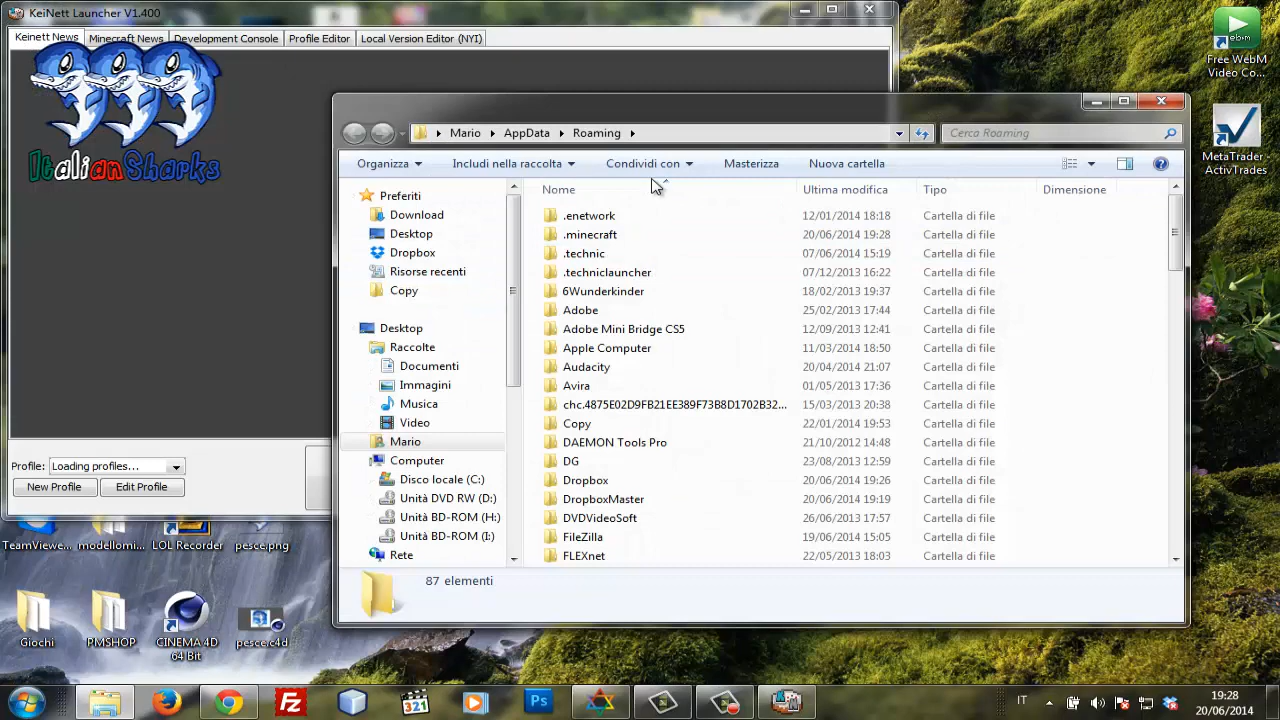 KeiNett Launcher V1.400
Keinett News Minecraft News Development Console Profile Editor Local Version Editor (NYI)
ItalianSharks
Profile: Loading profiles...
New Profile Edit Profile
Mario AppData Roaming
Cerca Roaming
Organizza Includi nella raccolta Condividi con Masterizza Nuova cartella
Preferiti
Download
Desktop
Dropbox
Risorse recenti
Copy
Desktop
Raccolte
Documenti
Immagini
Musica
Video
Mario
Computer
Disco locale (C:)
Unità DVD RW (D:)
Unità BD-ROM (H:)
Unità BD-ROM (I:)
Rete
Nome Ultima modifica Tipo Dimensione
.enetwork 12/01/2014 18:18 Cartella di file
.minecraft 20/06/2014 19:28 Cartella di file
.technic 07/06/2014 15:19 Cartella di file
.techniclauncher 07/12/2013 16:22 Cartella di file
6Wunderkinder 18/02/2013 19:37 Cartella di file
Adobe 25/02/2013 17:44 Cartella di file
Adobe Mini Bridge CS5 12/09/2013 12:41 Cartella di file
Apple Computer 11/03/2014 18:50 Cartella di file
Audacity 20/04/2014 21:07 Cartella di file
Avira 01/05/2013 17:36 Cartella di file
chc.4875E02D9FB21EE389F73B8D1702B32... 15/03/2013 20:38 Cartella di file
Copy 22/01/2014 19:53 Cartella di file
DAEMON Tools Pro 21/10/2012 14:48 Cartella di file
DG 23/08/2013 12:59 Cartella di file
Dropbox 20/06/2014 19:26 Cartella di file
DropboxMaster 20/06/2014 19:19 Cartella di file
DVDVideoSoft 26/06/2013 17:57 Cartella di file
FileZilla 19/06/2014 15:05 Cartella di file
FLEXnet 22/05/2013 18:03 Cartella di file
87 elementi
Free WebM
Video Co...
MetaTrader
ActivTrades
TeamViewe... modellomi... LOL Recorder pesce.png
Giochi PMSHOP CINEMA 4D
64 Bit pesce.c4d
321
Ps
IT 19:28
20/06/2014